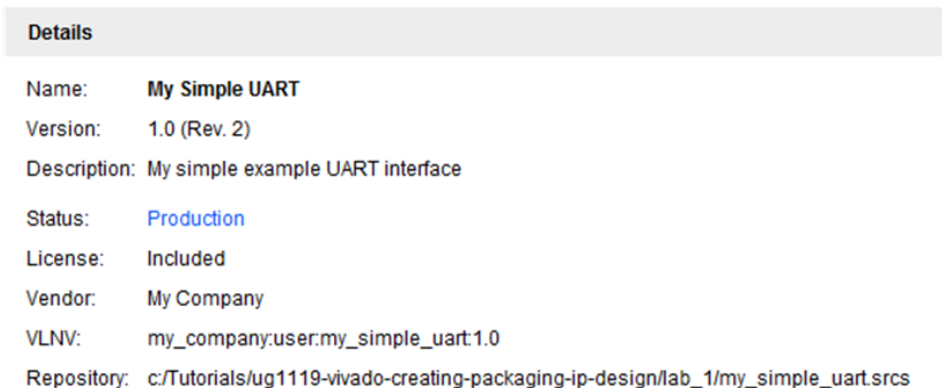 Details
Name: My Simple UART
Version: 1.0 (Rev. 2)
Description: My simple example UART interface
Status: Production
License: Included
Vendor: My Company
VLNV: my_company:user:my_simple_uart:1.0
Repository: c:/Tutorials/ug1119-vivado-creating-packaging-ip-design/lab_1/my_simple_uart.srcs